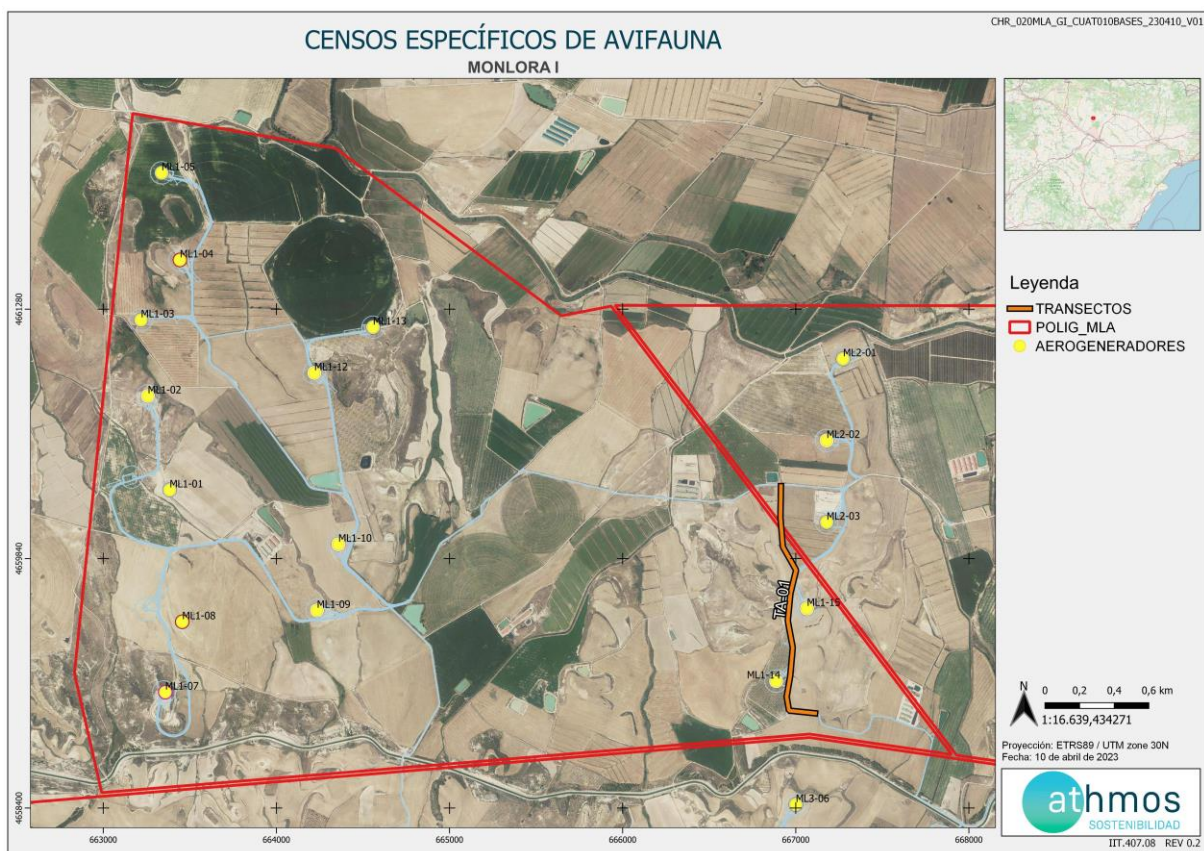 CHR_020MLA_GI_CUAT010BASES_230410_V01
CENSOS ESPECÍFICOS DE AVIFAUNA
MONLORA I
ML1-05
ML1-04
ML1-03
ML1-13
ML1-12
ML1-02
ML2-01
ML2-02
ML1-01
ML2-03
ML1-10
ML1-09
ML1-15
TA-01
ML1-08
ML1-14
ML1-07
ML3-06
4661280
4659840
4658400
663000
664000
665000
666000
667000
668000
Leyenda
TRANSECTOS
POLIG_MLA
AEROGENERADORES
N
0 0,2 0,4 0,6 km
1:16.639,434271
Proyección: ETRS89 / UTM zone 30N
Fecha: 10 de abril de 2023
athmos
SOSTENIBILIDAD
IIT.407.08 REV 0.2